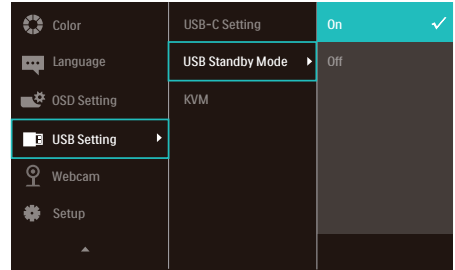 Color
Language
OSD Setting
USB Setting
Webcam
Setup
USB-C Setting
USB Standby Mode
KVM
On
Off